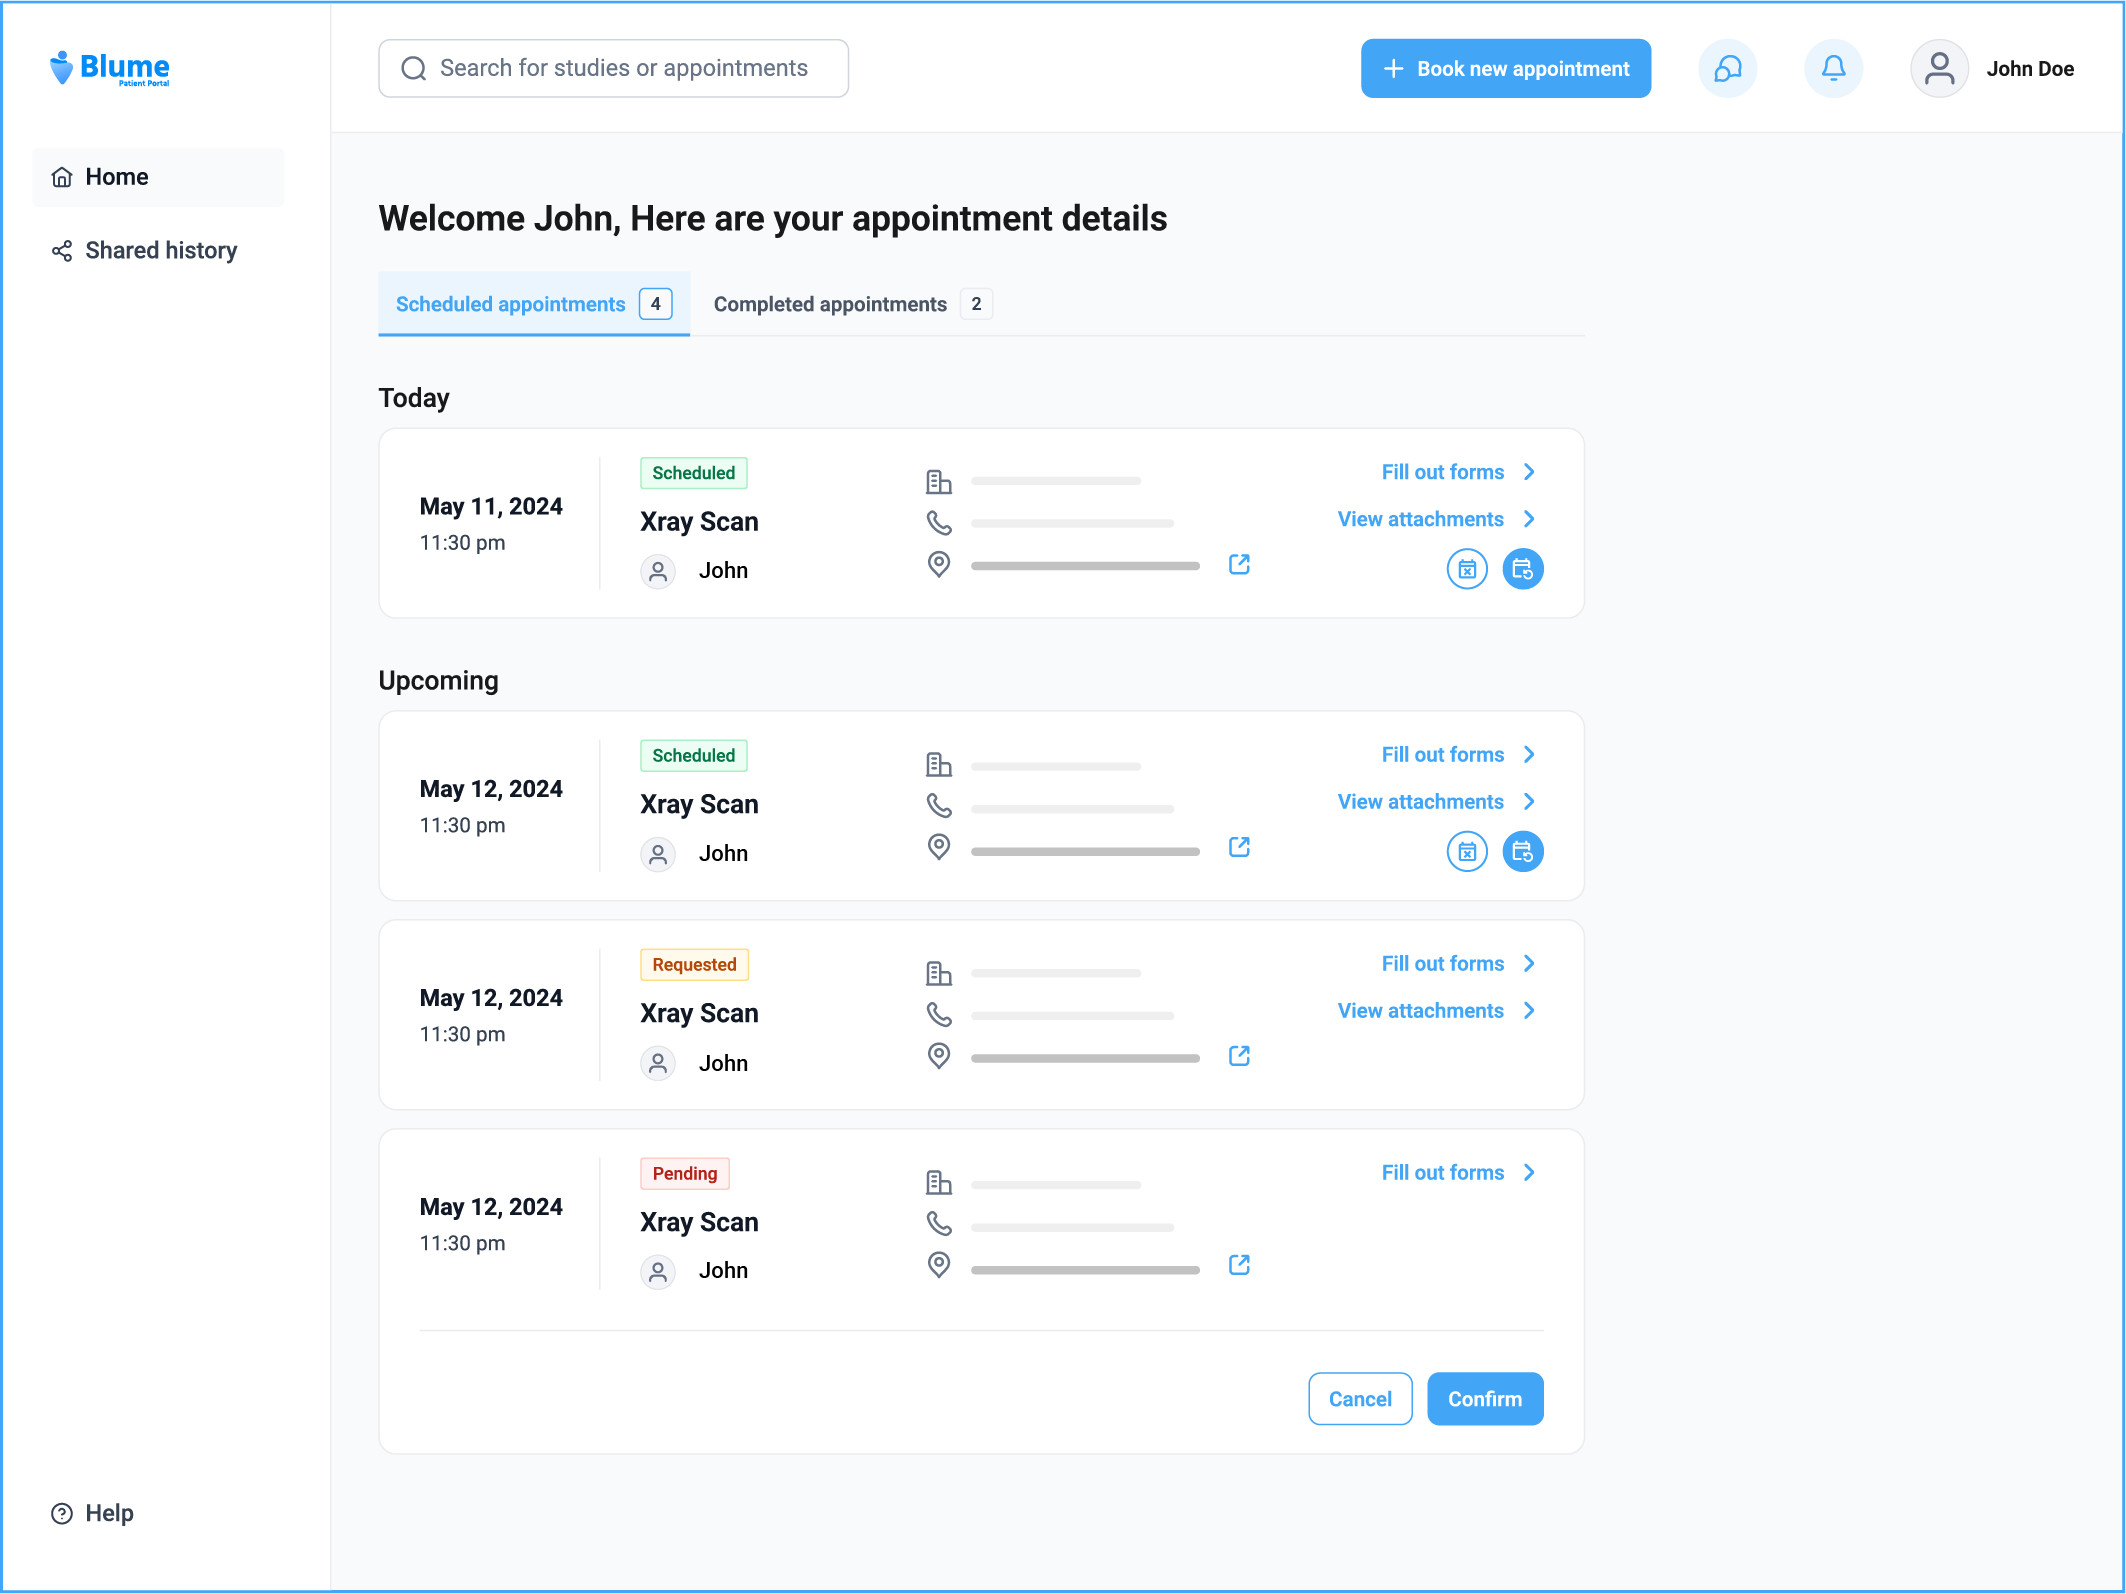 Blume
Patient Portal
Search for studies or appointments
Book new appointment
John Doe
Home
Shared history
Help
Welcome John, Here are your appointment details
Scheduled appointments 4
Completed appointments 2
Today
May 11, 2024
11:30 pm
Scheduled
Xray Scan
John
Fill out forms
View attachments
Upcoming
May 12, 2024
11:30 pm
Scheduled
Xray Scan
John
Fill out forms
View attachments
May 12, 2024
11:30 pm
Requested
Xray Scan
John
Fill out forms
View attachments
May 12, 2024
11:30 pm
Pending
Xray Scan
John
Fill out forms
Cancel
Confirm